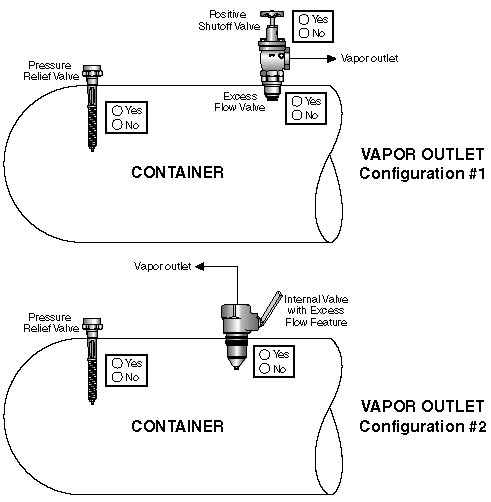 Positive
Shutoff Valve
Yes
No
Vapor outlet
Pressure
Relief Valve
Yes
No
Excess
Flow Valve
Yes
No
CONTAINER
VAPOR OUTLET
Configuration #1
Vapor outlet
Internal Valve
with Excess
Flow Feature
Pressure
Relief Valve
Yes
No
Yes
No
CONTAINER
VAPOR OUTLET
Configuration #2